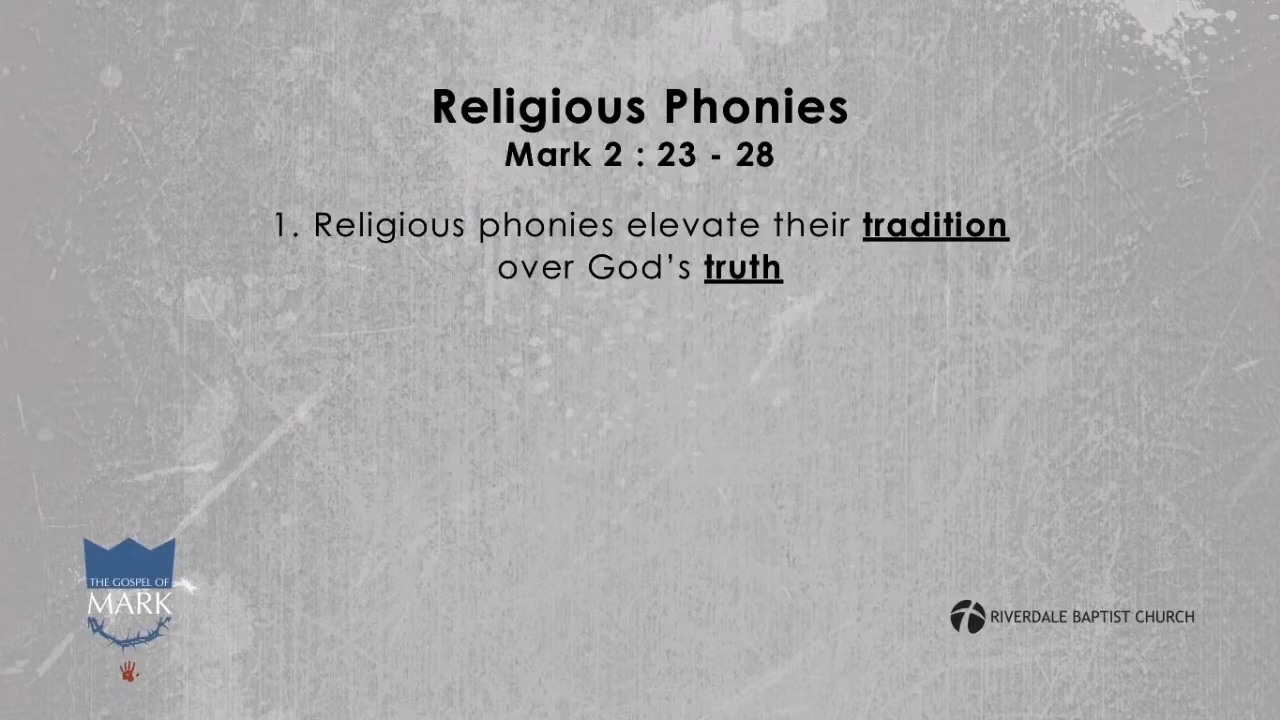 Religious Phonies
Mark 2 : 23 - 28
1. Religious phonies elevate their tradition
over God’s truth
THE GOSPEL OF
MARK
RIVERDALE BAPTIST CHURCH